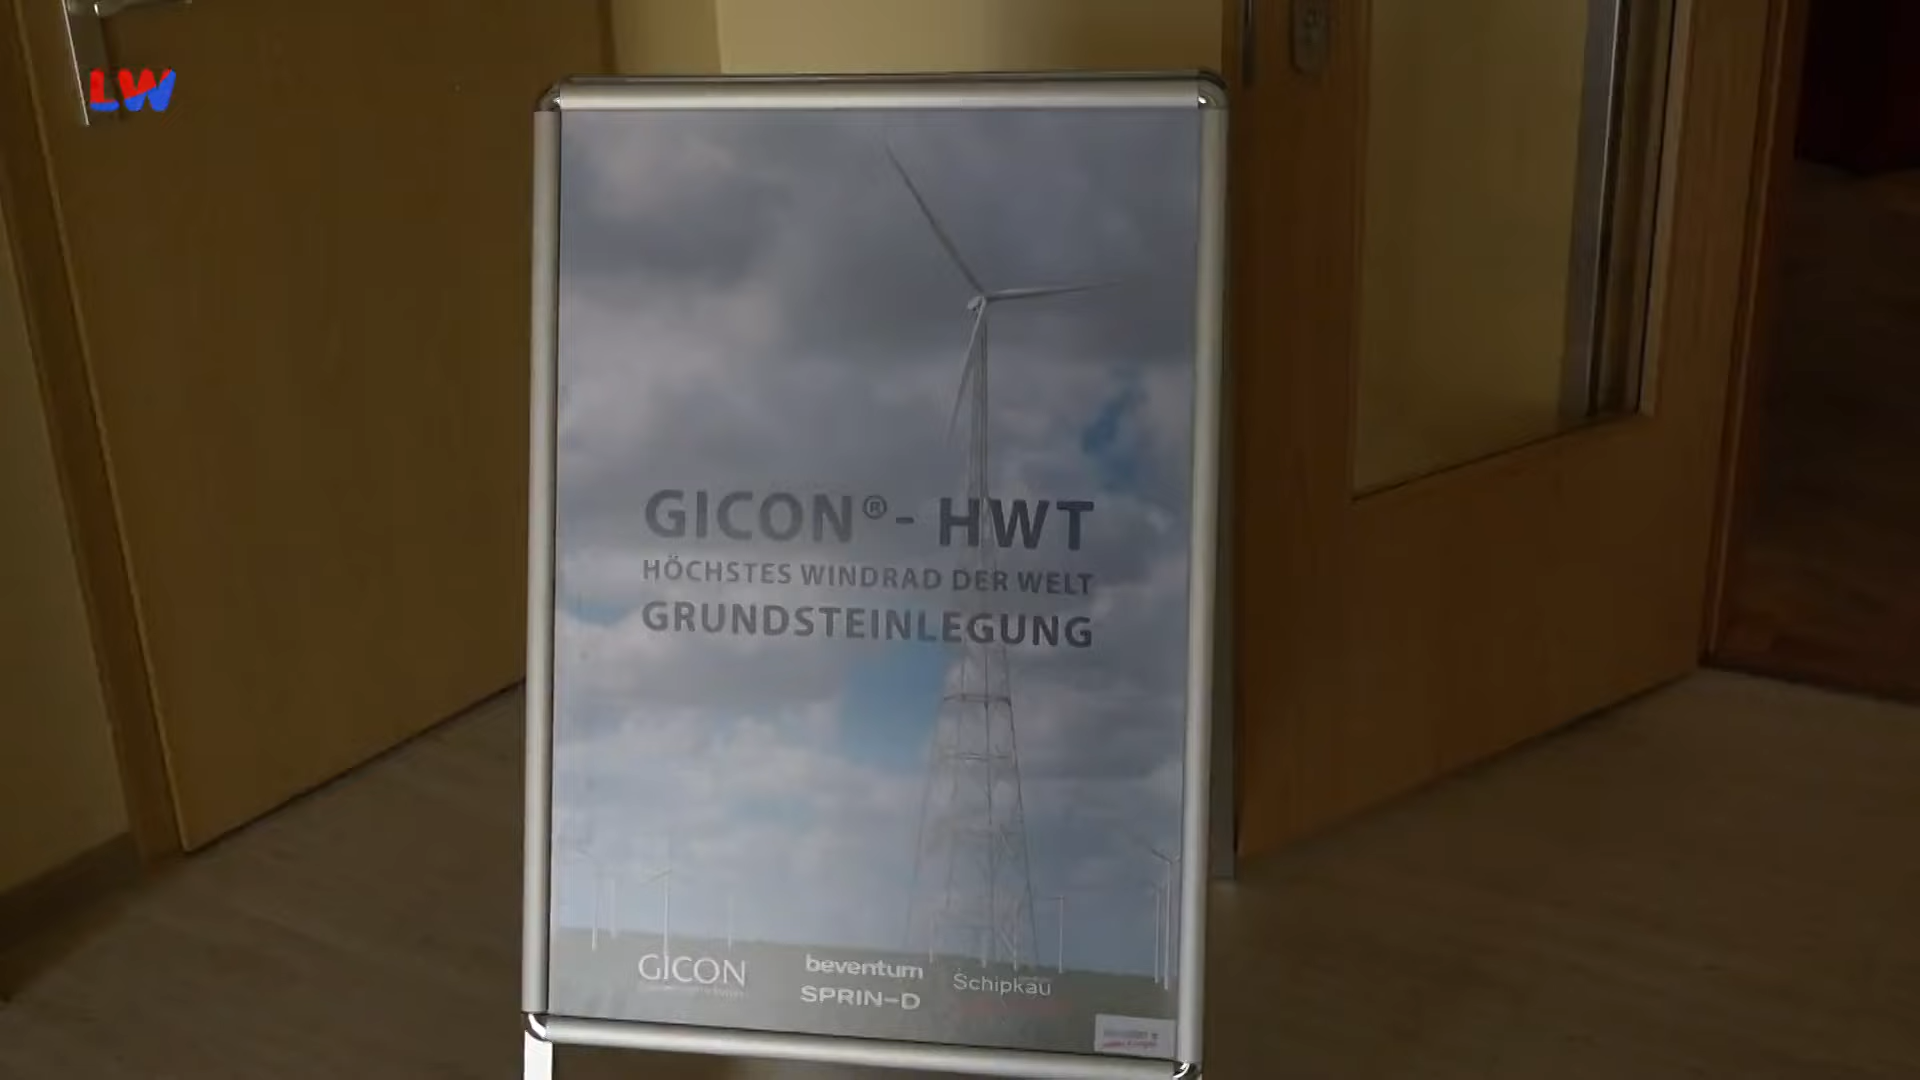 LW
GICON®- HWT
HÖCHSTES WINDRAD DER WELT
GRUNDSTEINLEGUNG
GICON
beventum
SPRIN-D
Schipkau